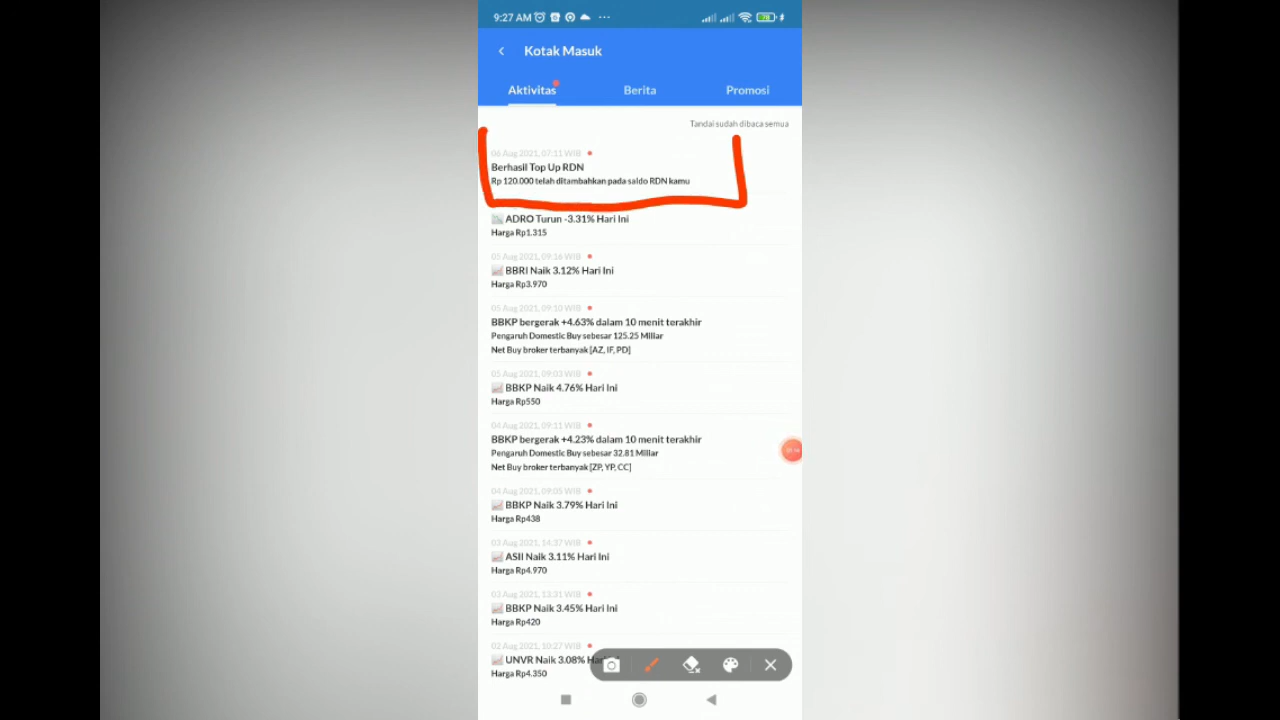 9:27 AM
Kotak Masuk
Aktivitas
Berita
Promosi
Tandai sudah dibaca semua
06 Aug 2021, 07:11 WIB
Berhasil Top Up RDN
Rp 120.000 telah ditambahkan pada saldo RDN kamu
ADRO Turun -3.31% Hari Ini
Harga Rp1.315
05 Aug 2021, 09:16 WIB
BBRI Naik 3.12% Hari Ini
Harga Rp3.970
05 Aug 2021, 09:10 WIB
BBKP bergerak +4.63% dalam 10 menit terakhir
Pengaruh Domestic Buy sebesar 125.25 Miliar
Net Buy broker terbanyak [AZ, IF, PD]
05 Aug 2021, 09:03 WIB
BBKP Naik 4.76% Hari Ini
Harga Rp550
04 Aug 2021, 09:11 WIB
BBKP bergerak +4.23% dalam 10 menit terakhir
Pengaruh Domestic Buy sebesar 32.81 Miliar
Net Buy broker terbanyak [ZP, YP, CC]
04 Aug 2021, 09:05 WIB
BBKP Naik 3.79% Hari Ini
Harga Rp438
03 Aug 2021, 14:37 WIB
ASII Naik 3.11% Hari Ini
Harga Rp4.970
03 Aug 2021, 13:31 WIB
BBKP Naik 3.45% Hari Ini
Harga Rp420
02 Aug 2021, 10:27 WIB
UNVR Naik 3.08%
Harga Rp4.350